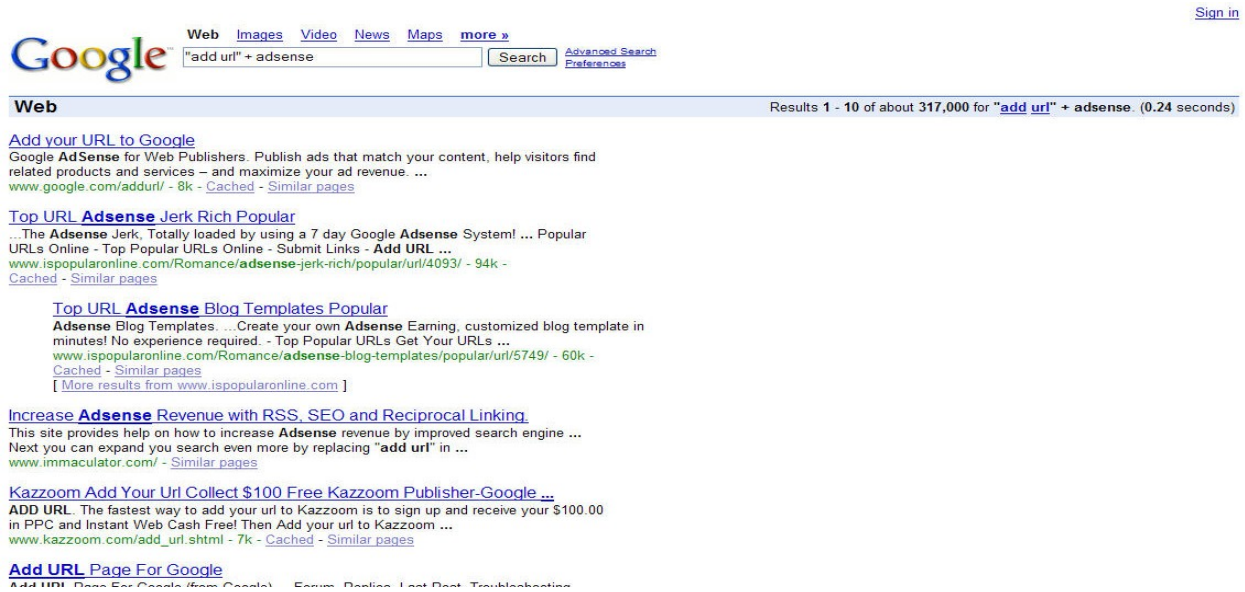 Sign in
Web Images Video News Maps more »
Google™ "add url" + adsense Search Advanced Search
Preferences
Web Results 1 - 10 of about 317,000 for "add url" + adsense. (0.24 seconds)
Add your URL to Google
Google AdSense for Web Publishers. Publish ads that match your content, help visitors find
related products and services – and maximize your ad revenue. ...
www.google.com/addurl/ - 8k - Cached - Similar pages
Top URL Adsense Jerk Rich Popular
...The Adsense Jerk, Totally loaded by using a 7 day Google Adsense System! ... Popular
URLs Online - Top Popular URLs Online - Submit Links - Add URL ...
www.ispopularonline.com/Romance/adsense-jerk-rich/popular/url/4093/ - 94k -
Cached - Similar pages
Top URL Adsense Blog Templates Popular
Adsense Blog Templates. ...Create your own Adsense Earning, customized blog template in
minutes! No experience required. - Top Popular URLs Get Your URLs ...
www.ispopularonline.com/Romance/adsense-blog-templates/popular/url/5749/ - 60k -
Cached - Similar pages
[ More results from www.ispopularonline.com ]
Increase Adsense Revenue with RSS, SEO and Reciprocal Linking.
This site provides help on how to increase Adsense revenue by improved search engine ...
Next you can expand you search even more by replacing "add url" in ...
www.immaculator.com/ - Similar pages
Kazzoom Add Your Url Collect $100 Free Kazzoom Publisher-Google ...
ADD URL. The fastest way to add your url to Kazzoom is to sign up and receive your $100.00
in PPC and Instant Web Cash Free! Then Add your url to Kazzoom ...
www.kazzoom.com/add_url.shtml - 7k - Cached - Similar pages
Add URL Page For Google
Add URL Page For Google (from Google) ... Forum, Replies, Last Post, Troubleshooting